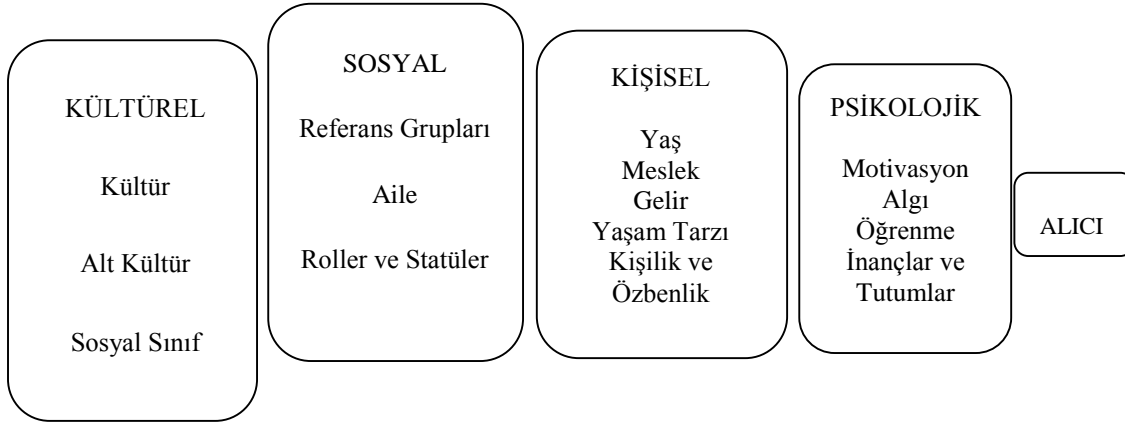 KÜLTÜREL
Kültür
Alt Kültür
Sosyal Sınıf
SOSYAL
Referans Grupları
Aile
Roller ve Statüler
KİŞİSEL
Yaş
Meslek
Gelir
Yaşam Tarzı
Kişilik ve
Özbenlik
PSİKOLOJİK
Motivasyon
Algı
Öğrenme
İnançlar ve
Tutumlar
ALICI